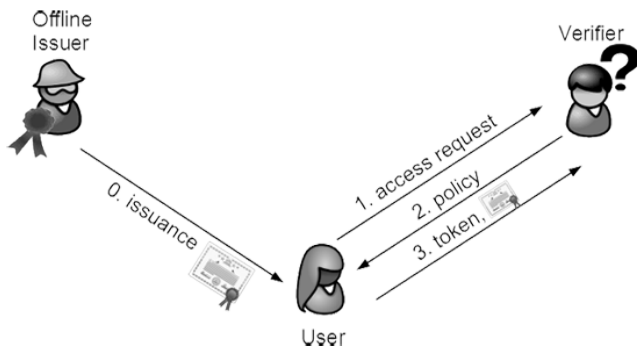 Offline
Issuer
Verifier
0. issuance
1. access request
2. policy
3. token,
User